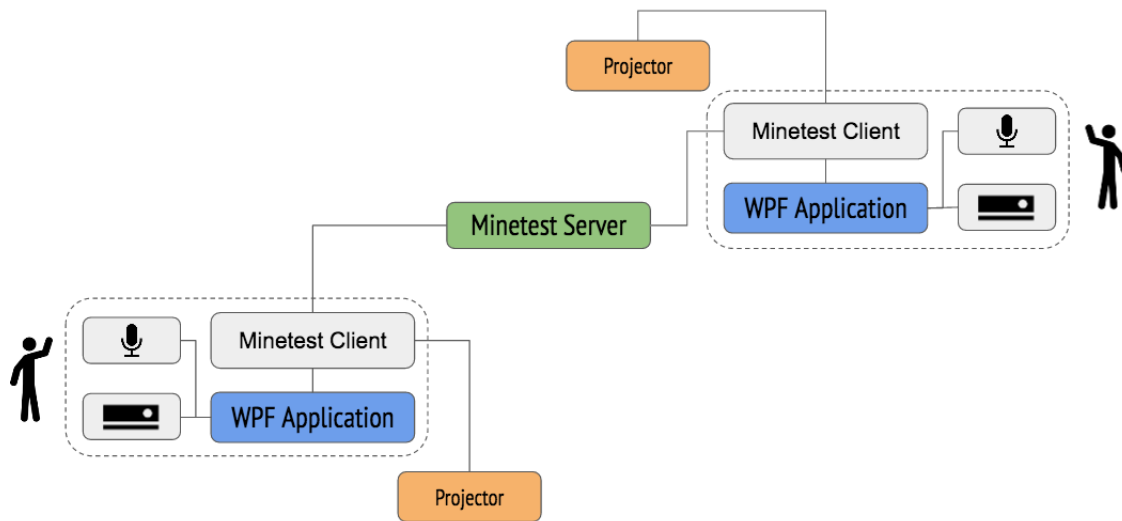 Projector
Minetest Client
WPF Application
Minetest Server
Minetest Client
WPF Application
Projector